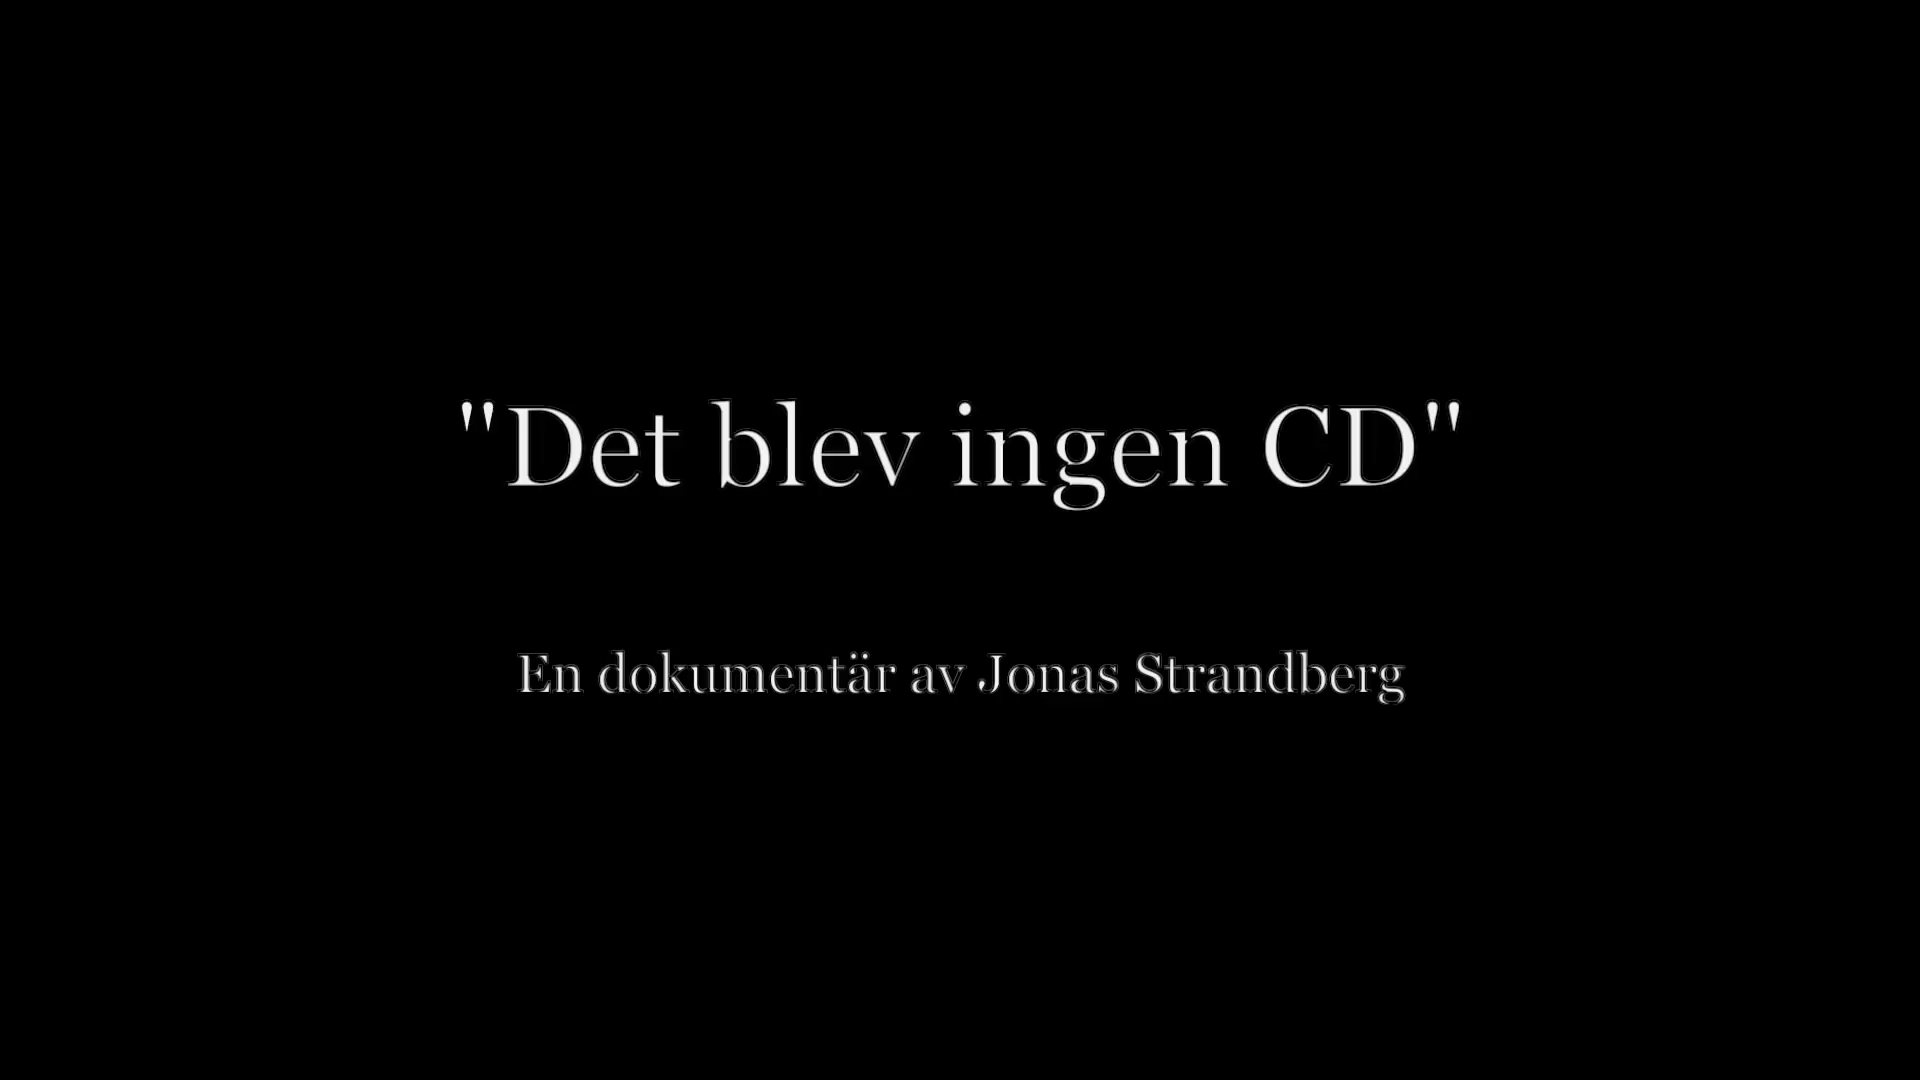 "Det blev ingen CD"
En dokumentär av Jonas Strandberg